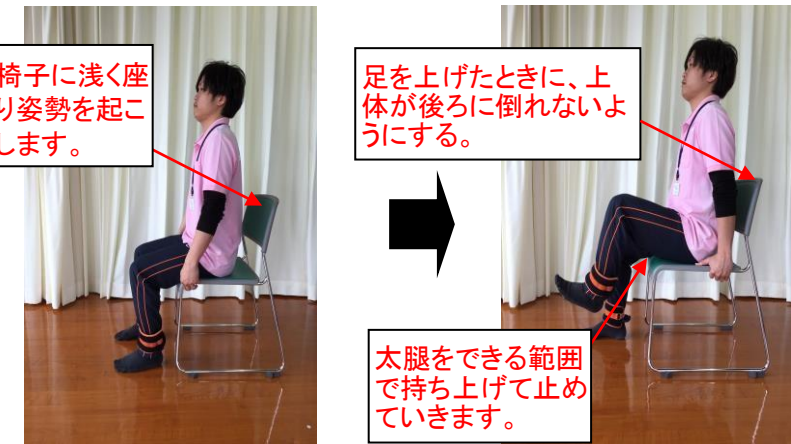 椅子に浅く座
り姿勢を起こ
します。
足を上げたときに、上
体が後ろに倒れないよ
うにする。
太腿をできる範囲
で持ち上げて止め
ていきます。